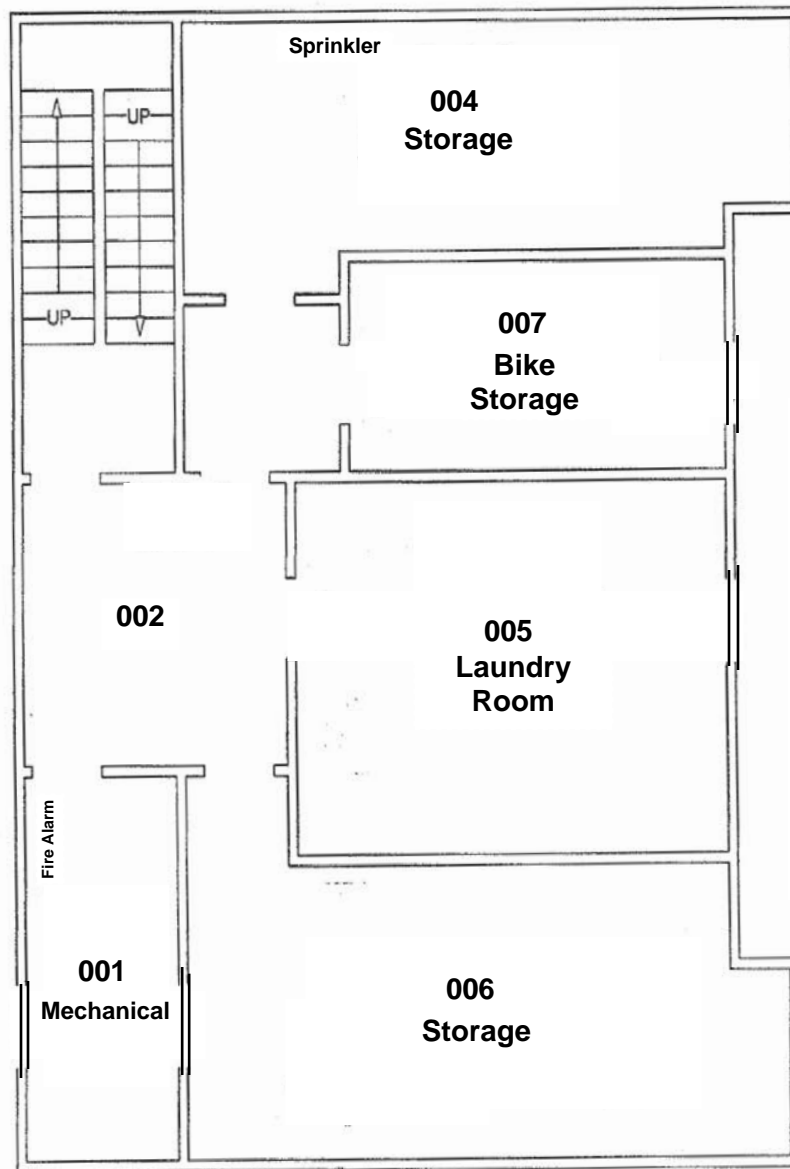 Sprinkler
004
Storage
UP
UP
007
Bike
Storage
002
005
Laundry
Room
Fire Alarm
001
Mechanical
006
Storage